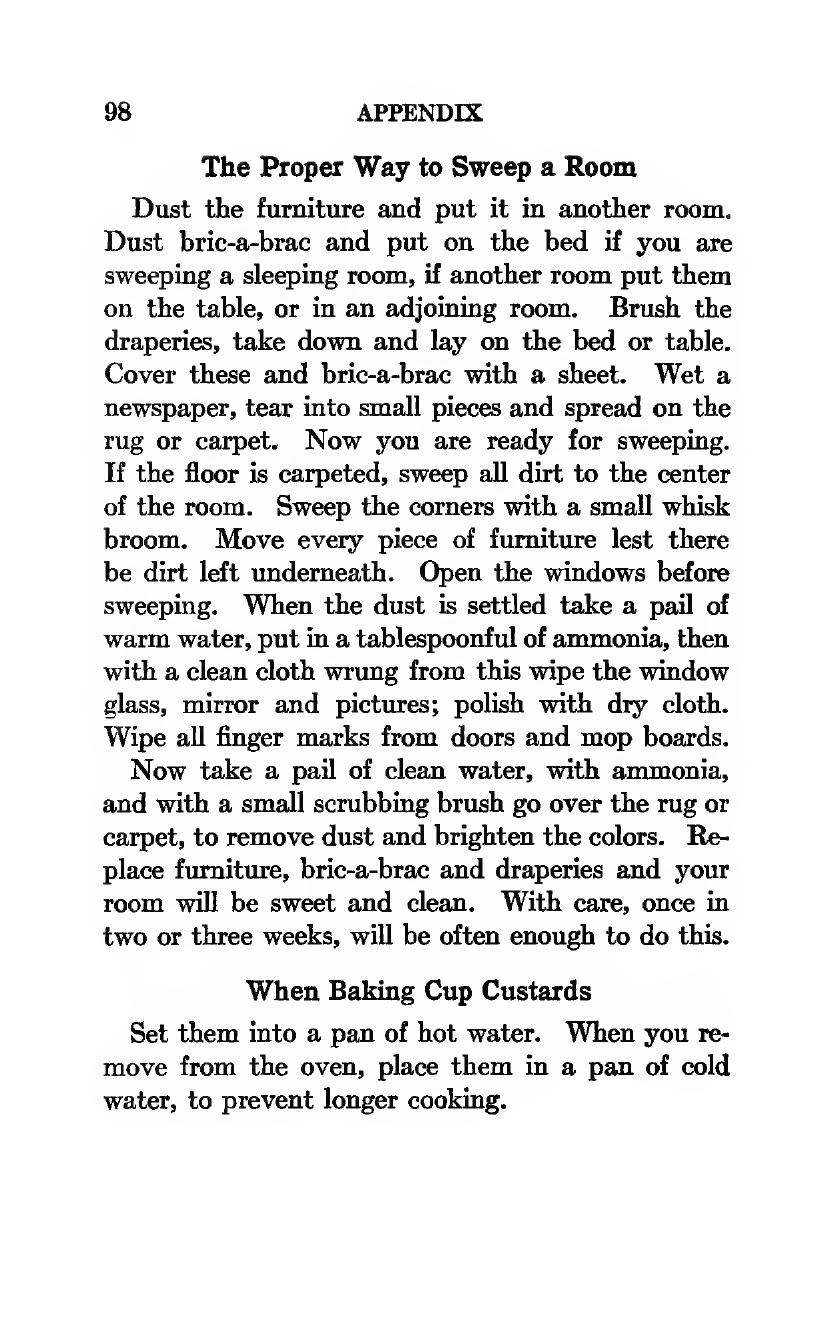 98 APPENDIX
The Proper Way to Sweep a Room
Dust the furniture and put it in another room.
Dust bric-a-brac and put on the bed if you are
sweeping a sleeping room, if another room put them
on the table, or in an adjoining room. Brush the
draperies, take down and lay on the bed or table.
Cover these and bric-a-brac with a sheet. Wet a
newspaper, tear into small pieces and spread on the
rug or carpet. Now you are ready for sweeping.
If the floor is carpeted, sweep all dirt to the center
of the room. Sweep the corners with a small whisk
broom. Move every piece of furniture lest there
be dirt left underneath. Open the windows before
sweeping. When the dust is settled take a pail of
warm water, put in a tablespoonful of ammonia, then
with a clean cloth wrung from this wipe the window
glass, mirror and pictures; polish with dry cloth.
Wipe all finger marks from doors and mop boards.
Now take a pail of clean water, with ammonia,
and with a small scrubbing brush go over the rug or
carpet, to remove dust and brighten the colors. Re-
place furniture, bric-a-brac and draperies and your
room will be sweet and clean. With care, once in
two or three weeks, will be often enough to do this.
When Baking Cup Custards
Set them into a pan of hot water. When you re-
move from the oven, place them in a pan of cold
water, to prevent longer cooking.